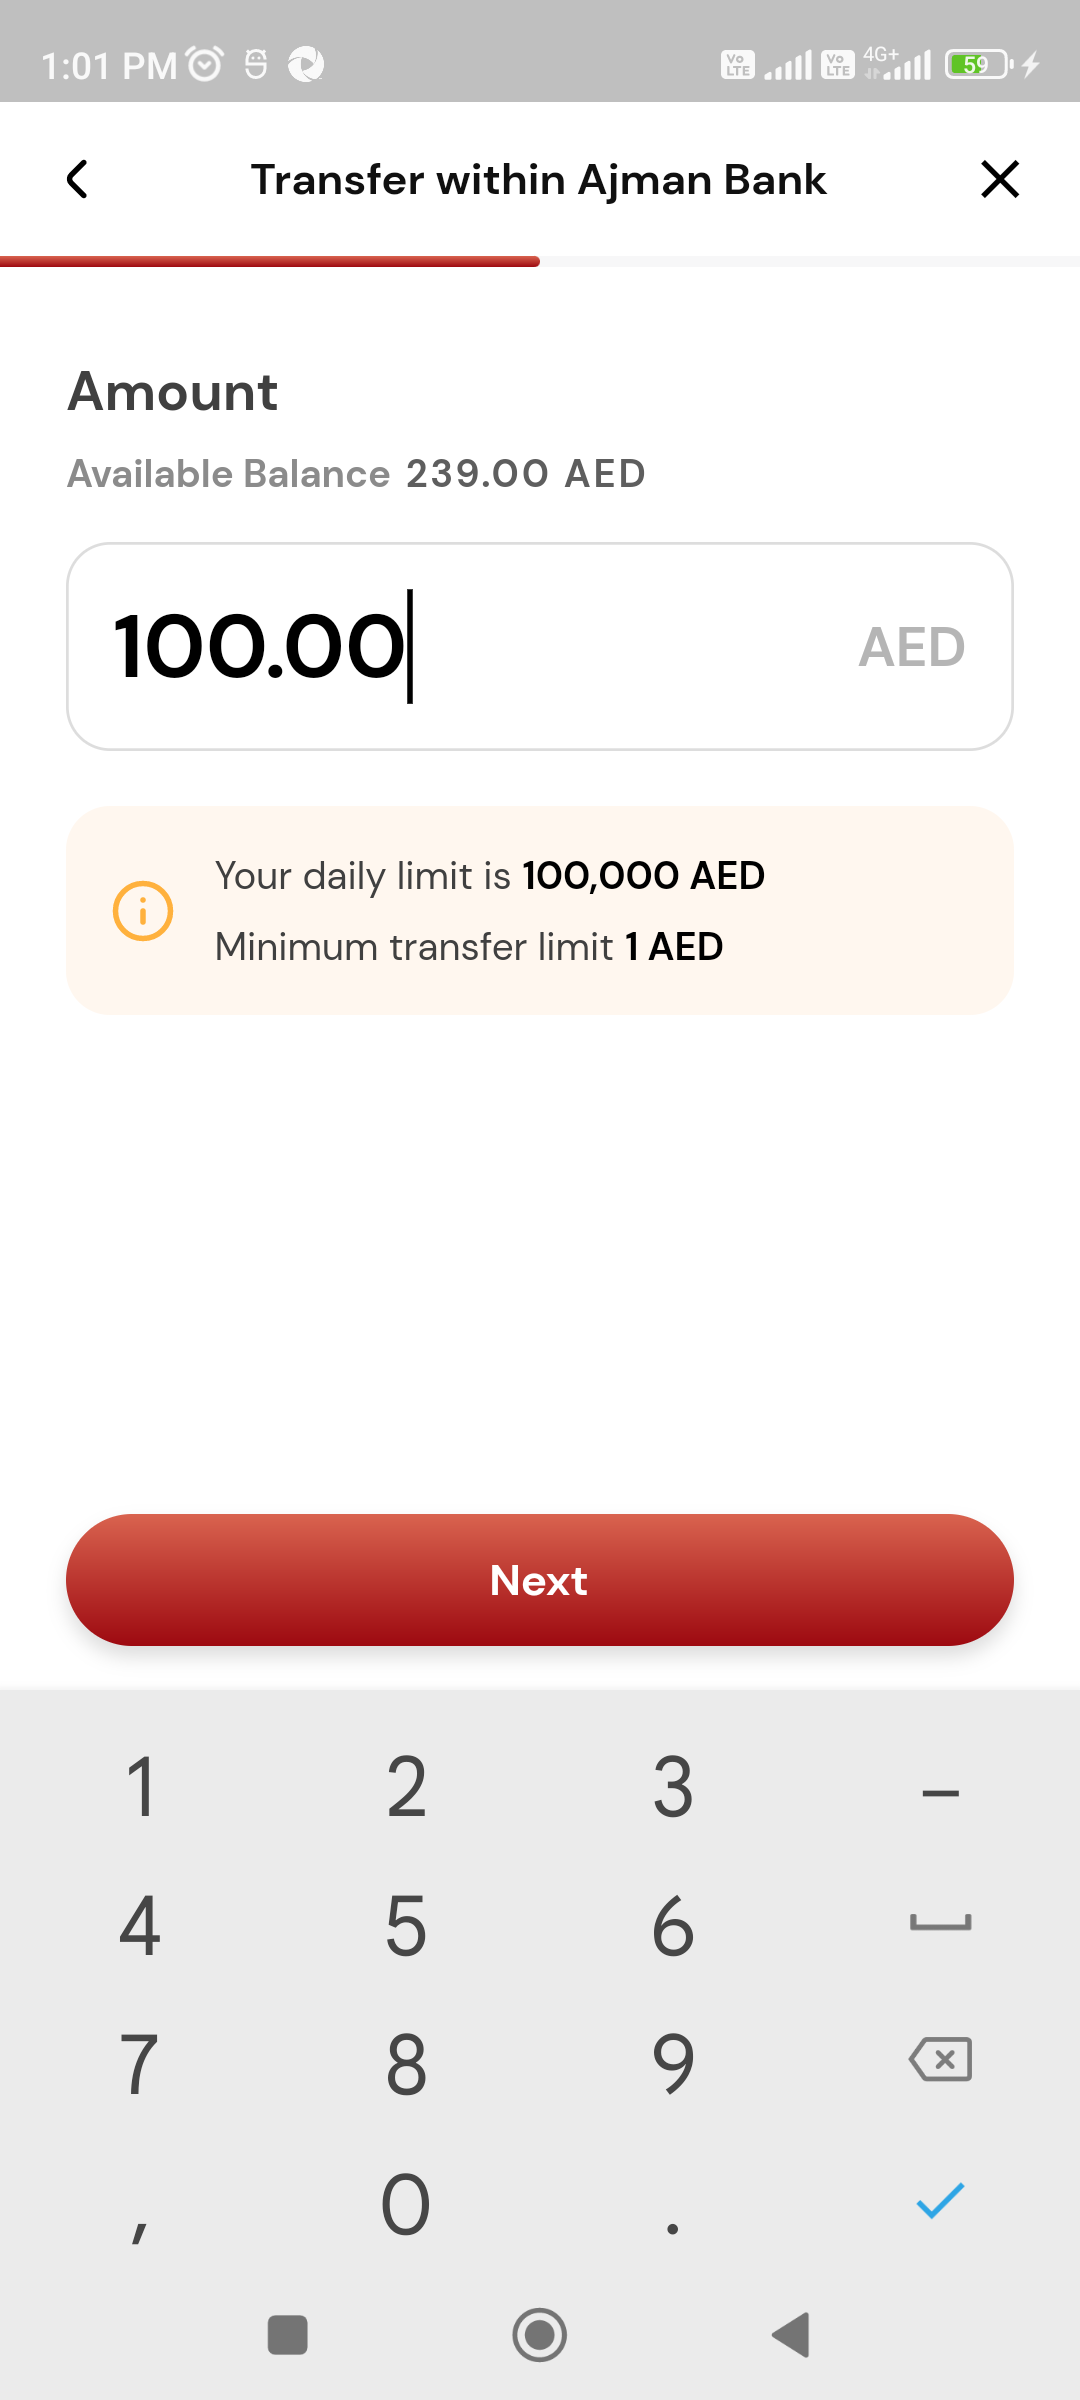 1:01 PM
Vo LTE
Vo LTE
4G+
59
Transfer within Ajman Bank
Amount
Available Balance 239.00 AED
100.00 AED
Your daily limit is 100,000 AED
Minimum transfer limit 1 AED
Next
1 2 3 –
4 5 6
7 8 9
, 0 .